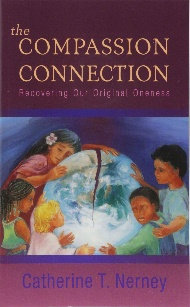 the
COMPASSION
CONNECTION
Recovering Our Original Oneness
Catherine T. Nerney